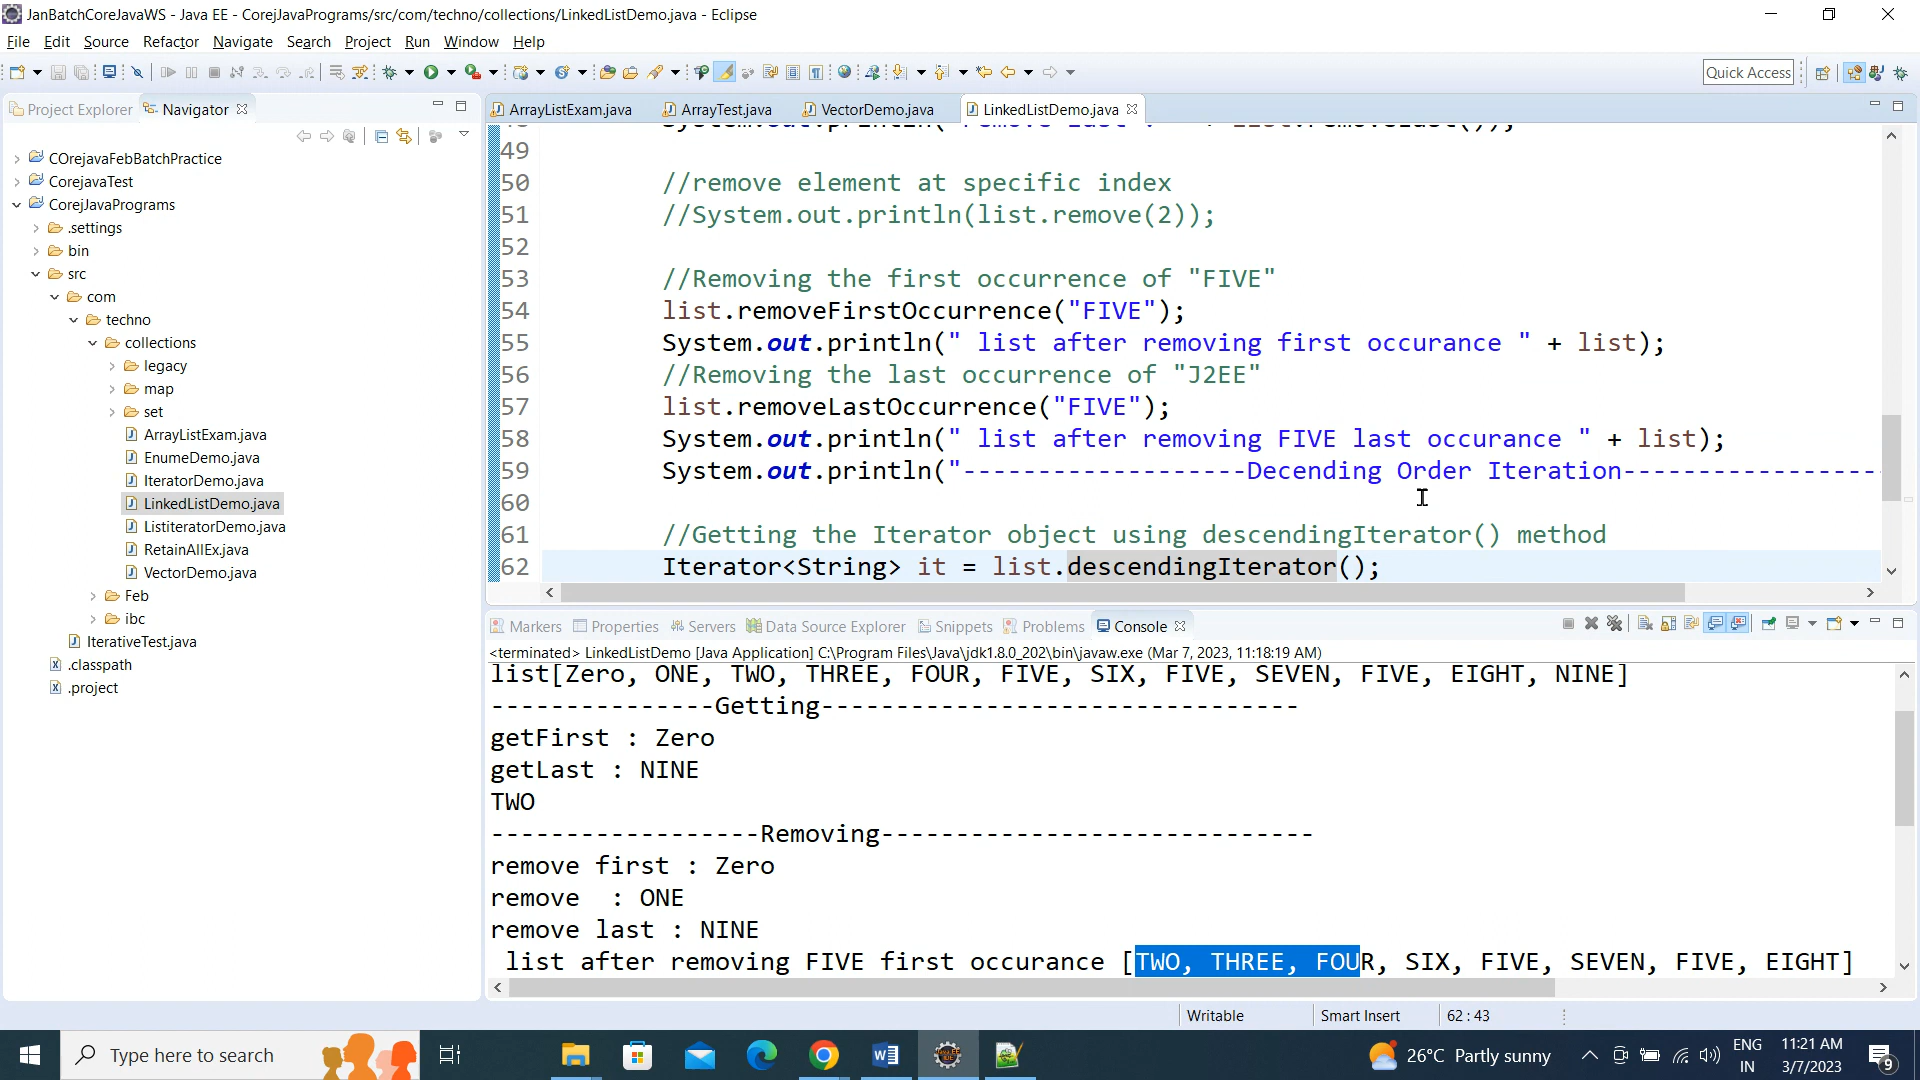 JanBatchCoreJavaWS - Java EE - CorejJavaPrograms/src/com/techno/collections/LinkedListDemo.java - Eclipse
File Edit Source Refactor Navigate Search Project Run Window Help
Quick Access
Project Explorer Navigator
ArrayListExam.java ArrayTest.java VectorDemo.java LinkedListDemo.java
COrejavaFebBatchPractice
CorejavaTest
CorejJavaPrograms
.settings
bin
src
com
techno
collections
legacy
map
set
ArrayListExam.java
EnumeDemo.java
IteratorDemo.java
LinkedListDemo.java
ListiteratorDemo.java
RetainAllEx.java
VectorDemo.java
Feb
ibc
IterativeTest.java
.classpath
.project
49
50 //remove element at specific index
51 //System.out.println(list.remove(2));
52
53 //Removing the first occurrence of "FIVE"
54 list.removeFirstOccurrence("FIVE");
55 System.out.println(" list after removing first occurance " + list);
56 //Removing the last occurrence of "J2EE"
57 list.removeLastOccurrence("FIVE");
58 System.out.println(" list after removing FIVE last occurance " + list);
59 System.out.println("-------------------Decending Order Iteration-----------------
60
61 //Getting the Iterator object using descendingIterator() method
62 Iterator<String> it = list.descendingIterator();
Markers Properties Servers Data Source Explorer Snippets Problems Console
<terminated> LinkedListDemo [Java Application] C:\Program Files\Java\jdk1.8.0_202\bin\javaw.exe (Mar 7, 2023, 11:18:19 AM)
list[Zero, ONE, TWO, THREE, FOUR, FIVE, SIX, FIVE, SEVEN, FIVE, EIGHT, NINE]
---------------Getting--------------------------------
getFirst : Zero
getLast : NINE
TWO
------------------Removing-----------------------------
remove first : Zero
remove  : ONE
remove last : NINE
list after removing FIVE first occurance [TWO, THREE, FOUR, SIX, FIVE, SEVEN, FIVE, EIGHT]
Writable Smart Insert 62 : 43
Type here to search
26°C Partly sunny
ENG
IN
11:21 AM
3/7/2023
9